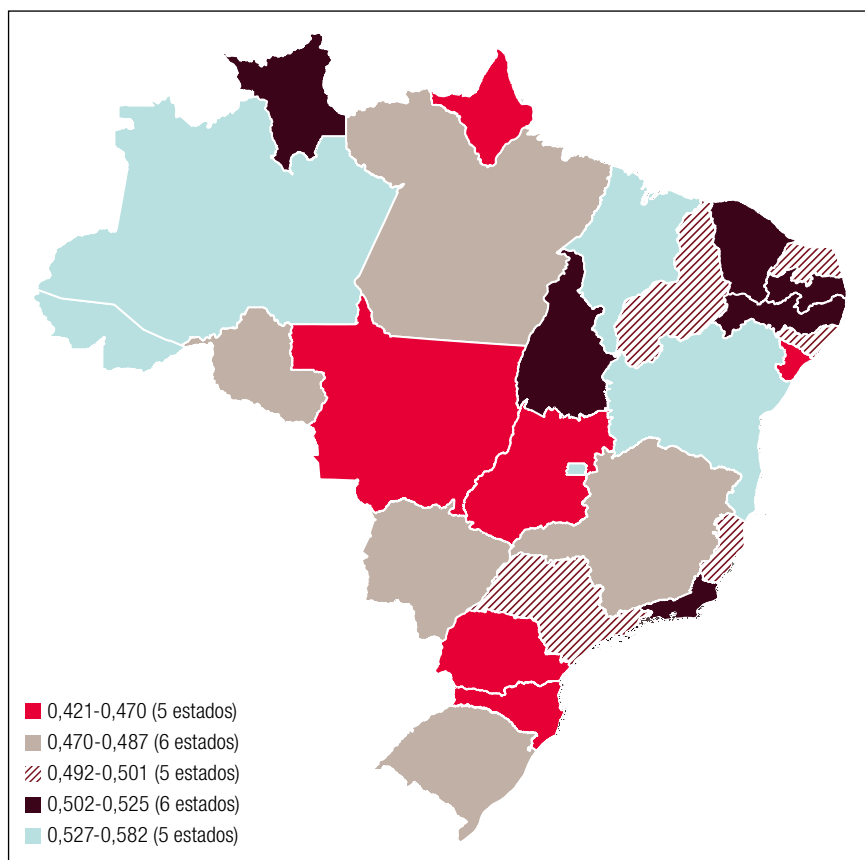 0,421-0,470 (5 estados)
0,470-0,487 (6 estados)
0,492-0,501 (5 estados)
0,502-0,525 (6 estados)
0,527-0,582 (5 estados)